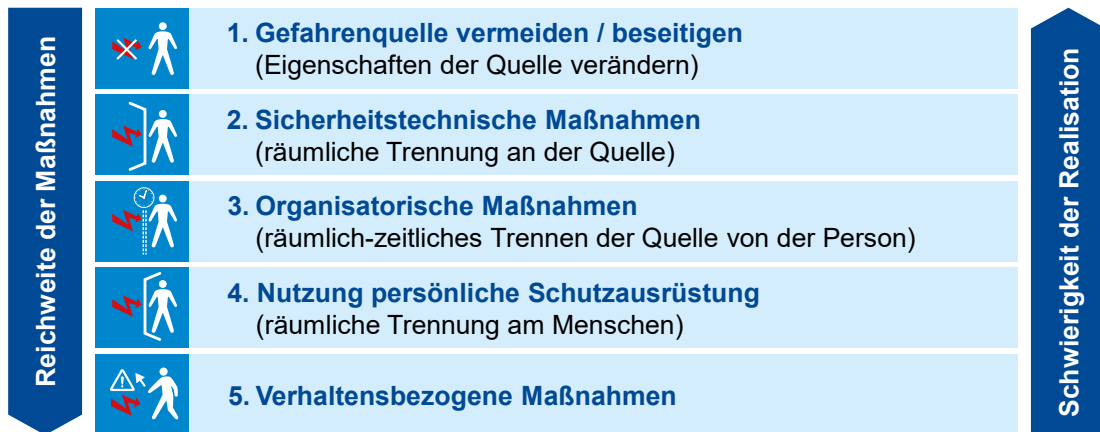 Reichweite der Maßnahmen
1. Gefahrenquelle vermeiden / beseitigen
(Eigenschaften der Quelle verändern)
2. Sicherheitstechnische Maßnahmen
(räumliche Trennung an der Quelle)
3. Organisatorische Maßnahmen
(räumlich-zeitliches Trennen der Quelle von der Person)
4. Nutzung persönliche Schutzausrüstung
(räumliche Trennung am Menschen)
5. Verhaltensbezogene Maßnahmen
Schwierigkeit der Realisation